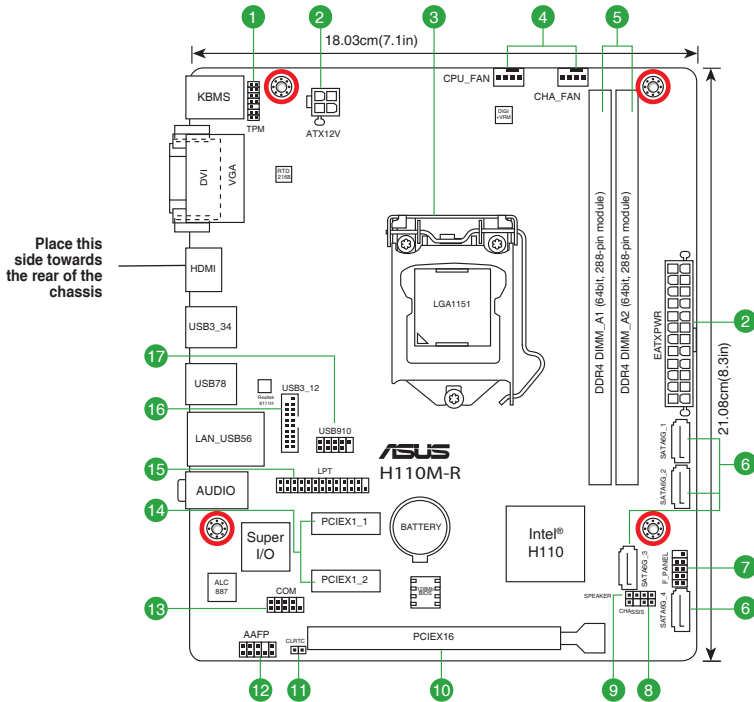 1
2
3
4
5
18.03cm(7.1in)
KBMS
TPM
ATX12V
CPU_FAN
CHA_FAN
DIGI
+VRM
DVI
VGA
RTD
2168
Place this
side towards
the rear of the
chassis
HDMI
LGA1151
DDR4 DIMM_A1 (64bit, 288-pin module)
DDR4 DIMM_A2 (64bit, 288-pin module)
EATXPWR
2
21.08cm(8.3in)
USB3_34
17
USB78
Realtek
8111H
USB3_12
16
USB910
LAN_USB56
ASUS
H110M-R
SATA6G_1
6
SATA6G_2
15
LPT
AUDIO
14
PCIEX1_1
BATTERY
Super
I/O
Intel®
H110
SATA6G_3
F_PANEL
7
ALC
887
PCIEX1_2
BIOS
13
COM
SPEAKER
CHASSIS
SATA6G_4
6
AAFP
CLRTC
PCIEX16
12
11
10
9
8